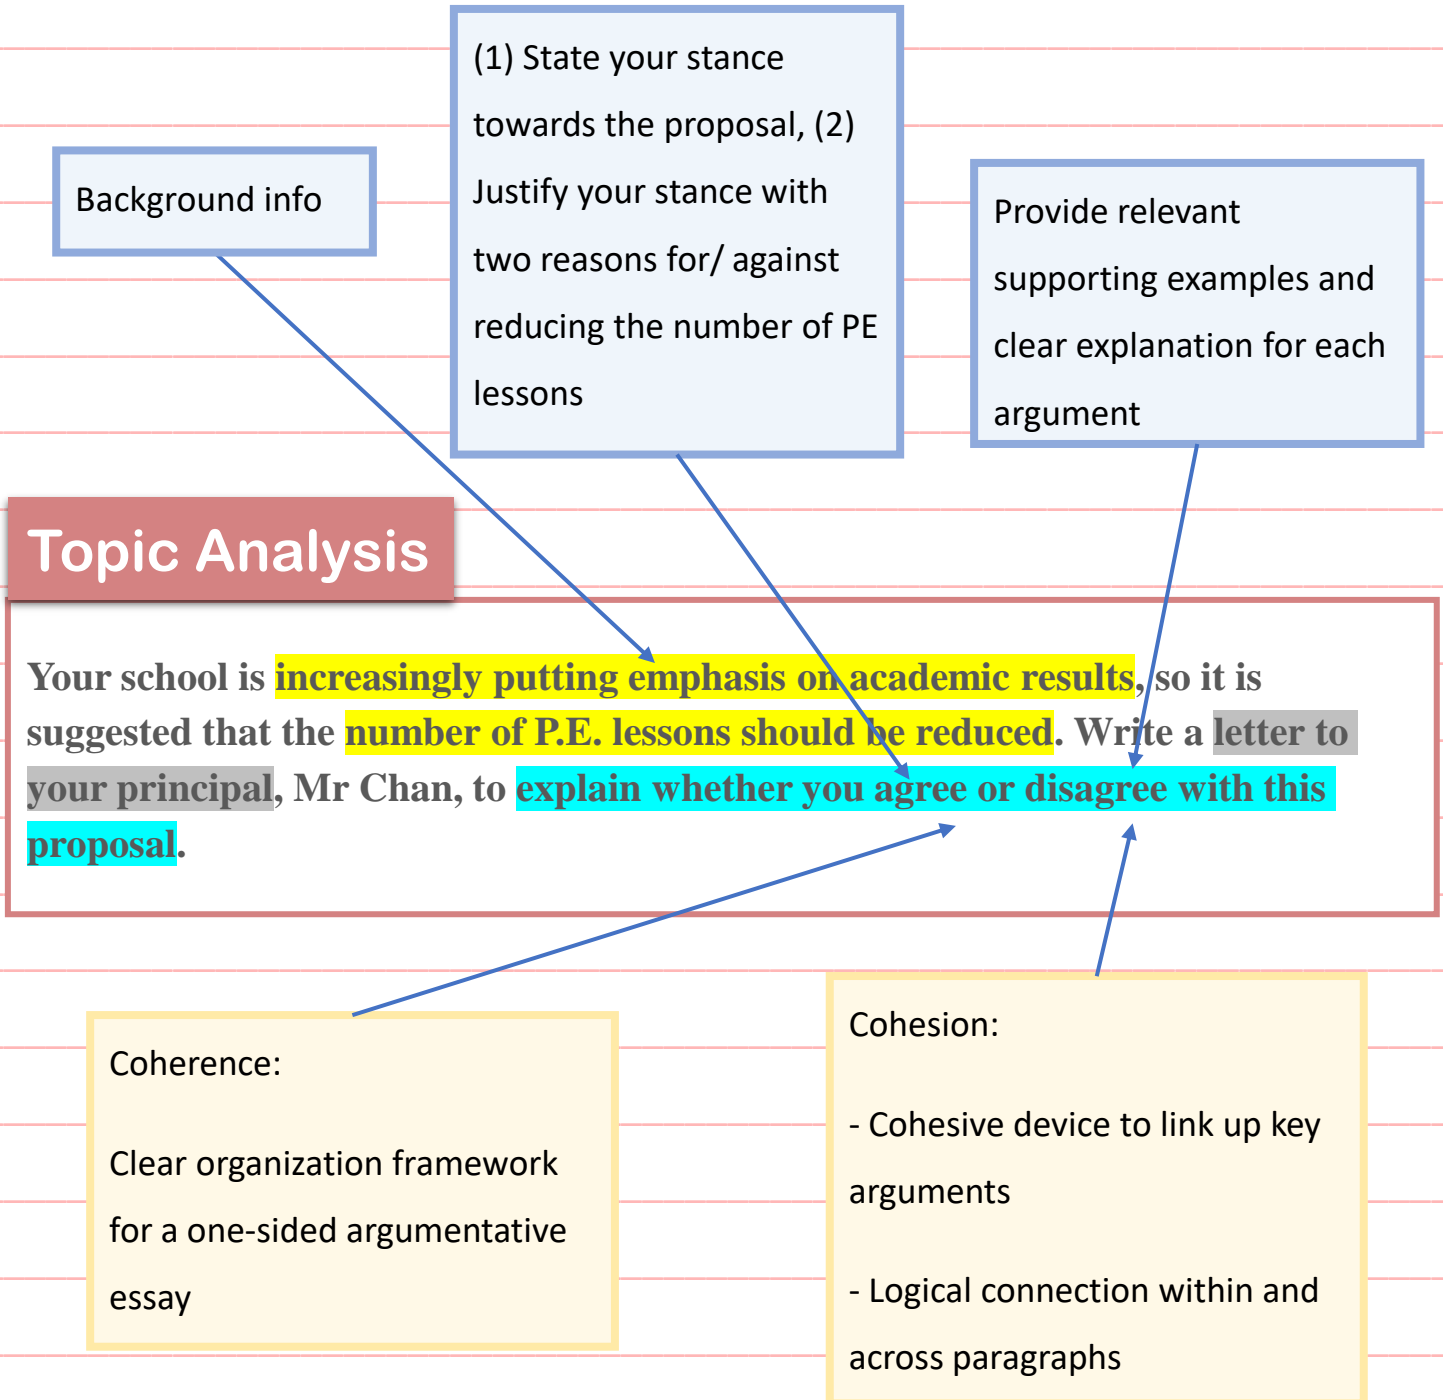 (1) State your stance
towards the proposal, (2)
Justify your stance with
two reasons for/ against
reducing the number of PE
lessons
Background info
Provide relevant
supporting examples and
clear explanation for each
argument
Topic Analysis
Your school is increasingly putting emphasis on academic results, so it is
suggested that the number of P.E. lessons should be reduced. Write a letter to
your principal, Mr Chan, to explain whether you agree or disagree with this
proposal.
Coherence:
Clear organization framework
for a one-sided argumentative
essay
Cohesion:
- Cohesive device to link up key
arguments
- Logical connection within and
across paragraphs